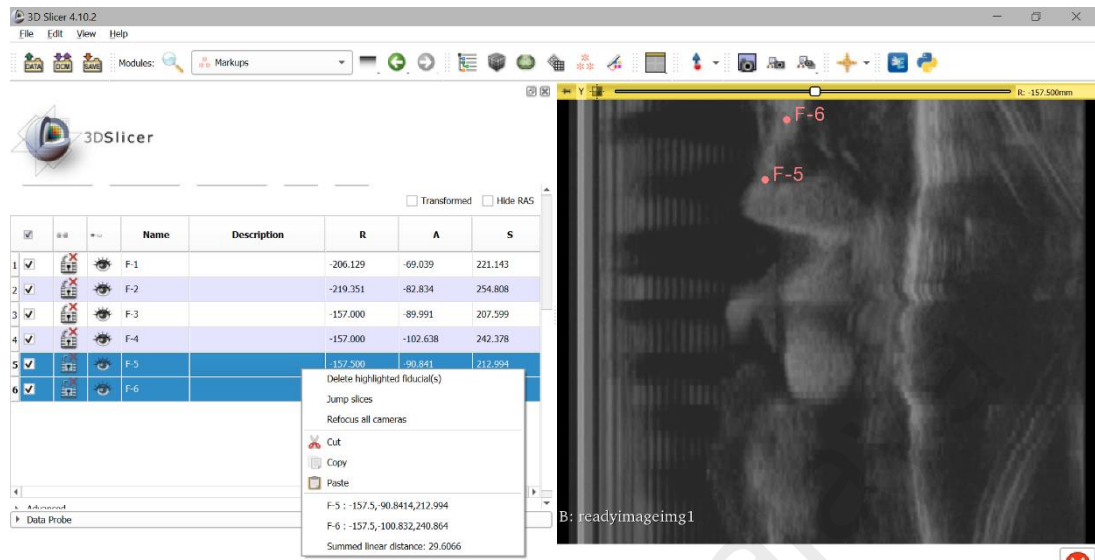 3D Slicer 4.10.2
File Edit View Help
DATA DCM SAVE Modules: Markups
Y R: -157.500mm
3DSlicer
Transformed Hide RAS
Name Description R A S
1 F-1 -206.129 -69.039 221.143
2 F-2 -219.351 -82.834 254.808
3 F-3 -157.000 -89.991 207.599
4 F-4 -157.000 -102.638 242.378
5 F-5 -157.500 -90.841 212.994
6 F-6
Delete highlighted fiducial(s)
Jump slices
Refocus all cameras
Cut
Copy
Paste
F-5 : -157.5,-90.8414,212.994
F-6 : -157.5,-100.832,240.864
Summed linear distance: 29.6066
Advanced
Data Probe
F-6
F-5
B: readyimageimg1